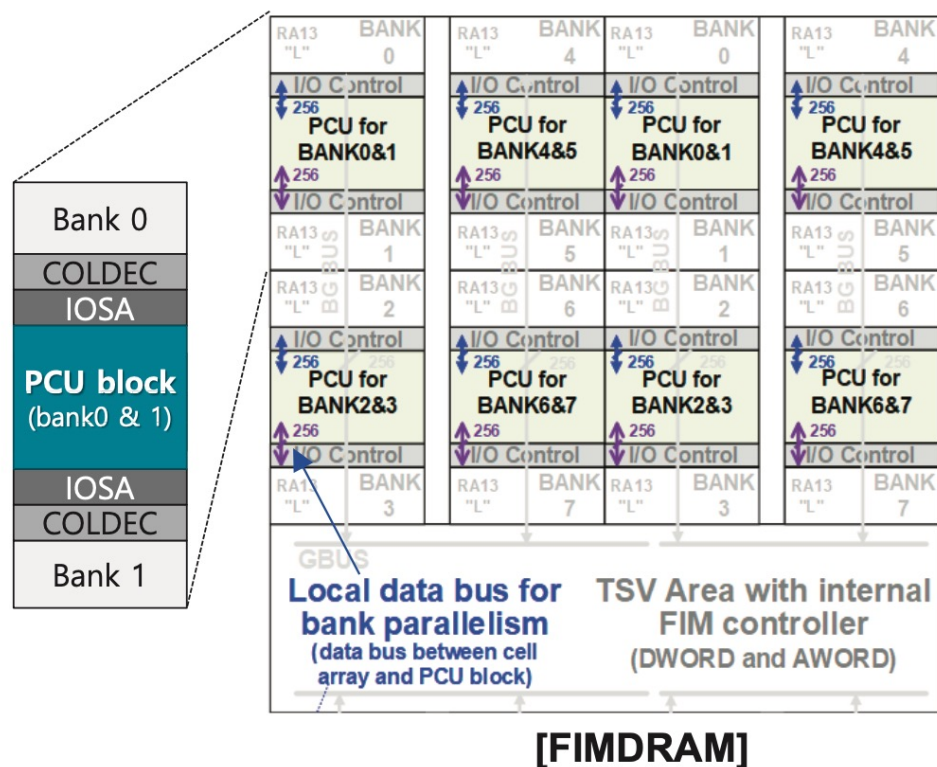 Bank 0
COLDEC
IOSA
PCU block
(bank0 & 1)
IOSA
COLDEC
Bank 1
RA13 "L" BANK 0
RA13 "L" BANK 4
RA13 "L" BANK 0
RA13 "L" BANK 4
I/O Control
I/O Control
I/O Control
I/O Control
256
256
256
256
PCU for
BANK0&1
PCU for
BANK4&5
PCU for
BANK0&1
PCU for
BANK4&5
256
256
256
256
I/O Control
I/O Control
I/O Control
I/O Control
RA13 "L" BANK 1
RA13 "L" BANK 5
RA13 "L" BANK 1
RA13 "L" BANK 5
BG BUS
BG BUS
BG BUS
BG BUS
RA13 "L" BANK 2
RA13 "L" BANK 6
RA13 "L" BANK 2
RA13 "L" BANK 6
I/O Control
I/O Control
I/O Control
I/O Control
256 256
256 256
256 256
256 256
PCU for
BANK2&3
PCU for
BANK6&7
PCU for
BANK2&3
PCU for
BANK6&7
256
256
256
256
I/O Control
I/O Control
I/O Control
I/O Control
RA13 "L" BANK 3
RA13 "L" BANK 7
RA13 "L" BANK 3
RA13 "L" BANK 7
GBUS
Local data bus for
bank parallelism
(data bus between cell
array and PCU block)
TSV Area with internal
FIM controller
(DWORD and AWORD)
[FIMDRAM]